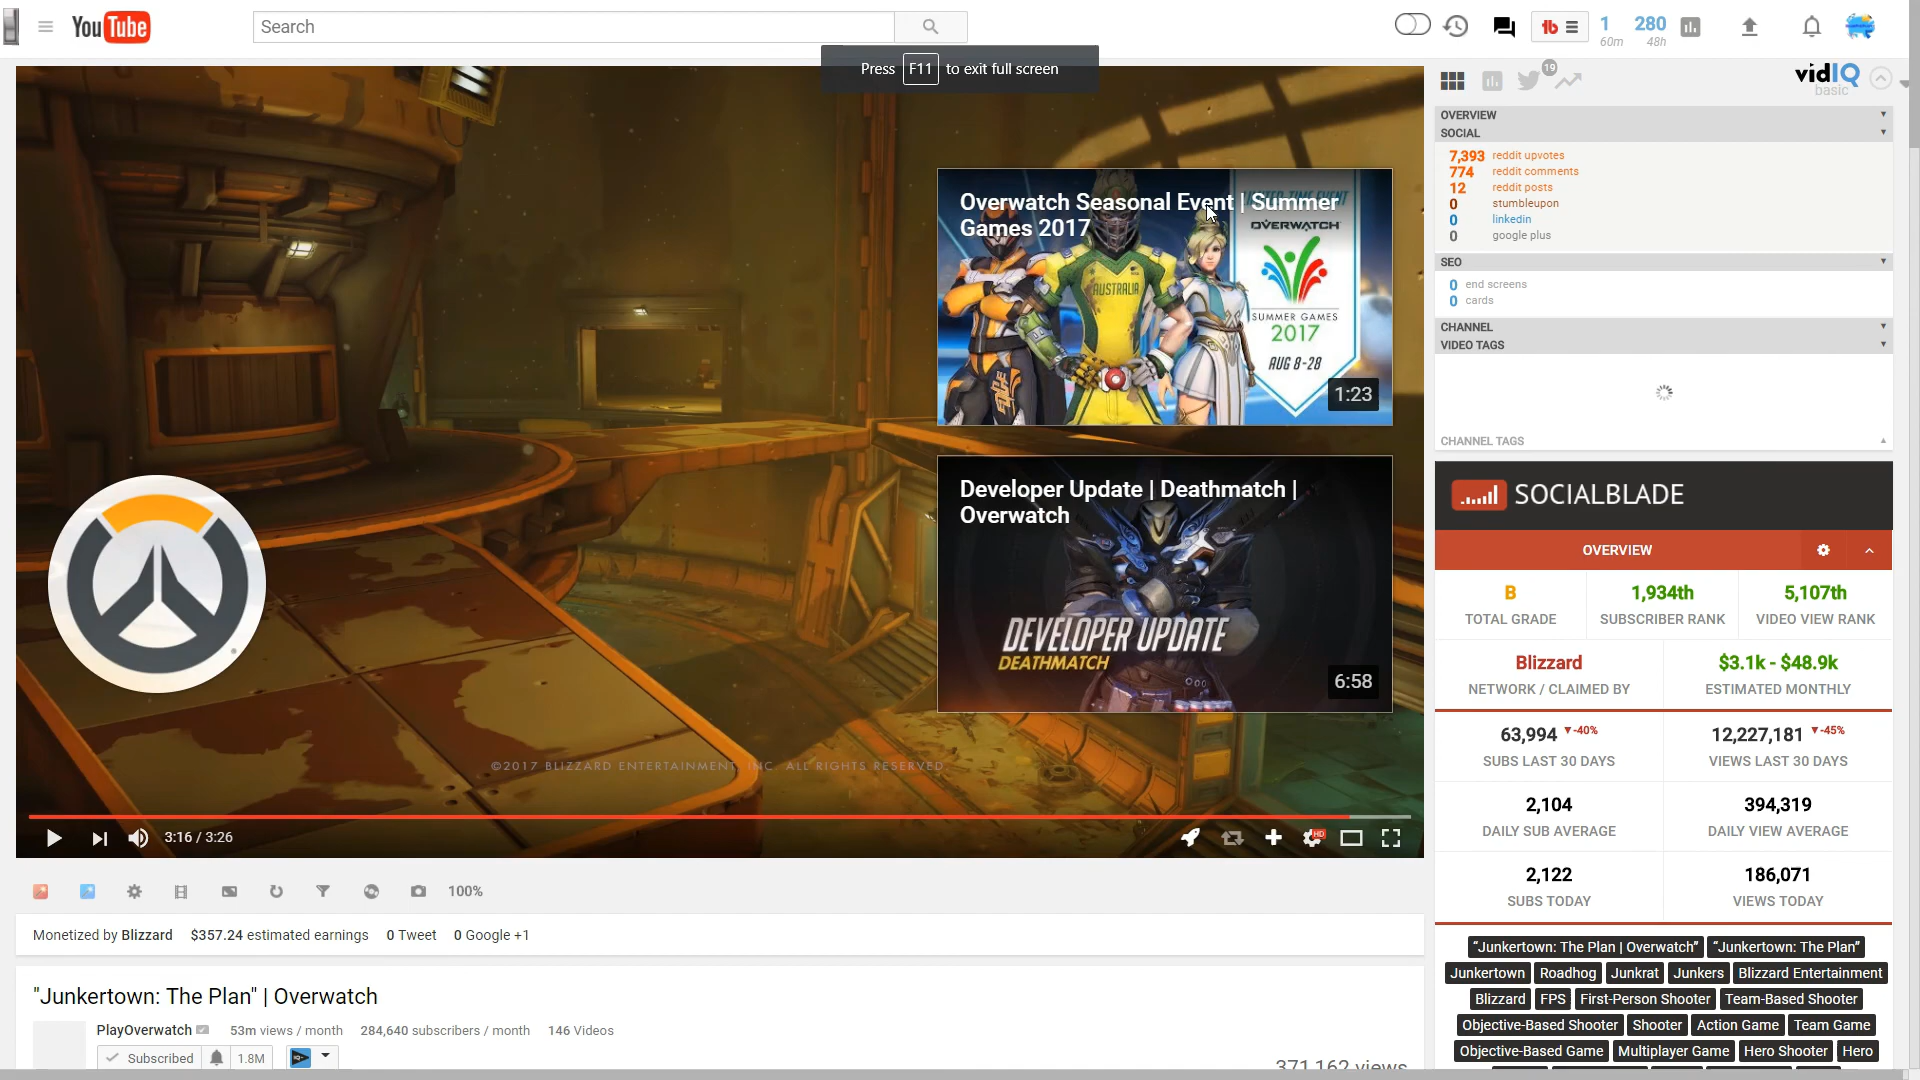 YouTube
Search
1
60m
280
48h
Press F11 to exit full screen
19
vidIQ
basic
Overwatch Seasonal Event | Summer
Games 2017
OVERWATCH
AUSTRALIA
SUMMER GAMES
2017
AUG 8-28
1:23
Developer Update | Deathmatch |
Overwatch
DEVELOPER UPDATE
DEATHMATCH
6:58
©2017 BLIZZARD ENTERTAINMENT, INC. ALL RIGHTS RESERVED.
3:16 / 3:26
HD
100%
Monetized by Blizzard $357.24 estimated earnings 0 Tweet 0 Google +1
"Junkertown: The Plan" | Overwatch
PlayOverwatch 53m views / month 284,640 subscribers / month 146 Videos
Subscribed 1.8M
371,162 views
OVERVIEW
SOCIAL
7,393 reddit upvotes
774 reddit comments
12 reddit posts
0 stumbleupon
0 linkedin
0 google plus
SEO
0 end screens
0 cards
CHANNEL
VIDEO TAGS
CHANNEL TAGS
SOCIALBLADE
OVERVIEW
B
TOTAL GRADE
1,934th
SUBSCRIBER RANK
5,107th
VIDEO VIEW RANK
Blizzard
NETWORK / CLAIMED BY
$3.1k - $48.9k
ESTIMATED MONTHLY
63,994 -40%
SUBS LAST 30 DAYS
12,227,181 -45%
VIEWS LAST 30 DAYS
2,104
DAILY SUB AVERAGE
394,319
DAILY VIEW AVERAGE
2,122
SUBS TODAY
186,071
VIEWS TODAY
"Junkertown: The Plan | Overwatch" "Junkertown: The Plan"
Junkertown Roadhog Junkrat Junkers Blizzard Entertainment
Blizzard FPS First-Person Shooter Team-Based Shooter
Objective-Based Shooter Shooter Action Game Team Game
Objective-Based Game Multiplayer Game Hero Shooter Hero